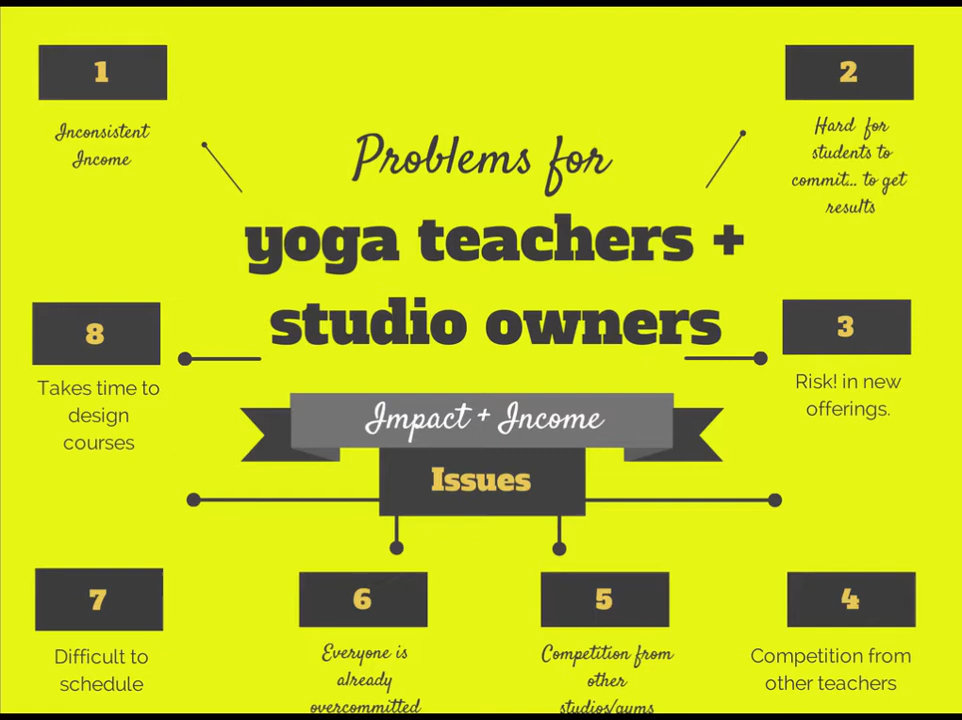 Problems for
yoga teachers +
studio owners
Impact + Income
Issues
1
Inconsistent
Income
2
Hard for
students to
commit... to get
results
3
Risk! in new
offerings.
4
Competition from
other teachers
5
Competition from
other
studios/gyms
6
Everyone is
already
overcommitted
7
Difficult to
schedule
8
Takes time to
design
courses